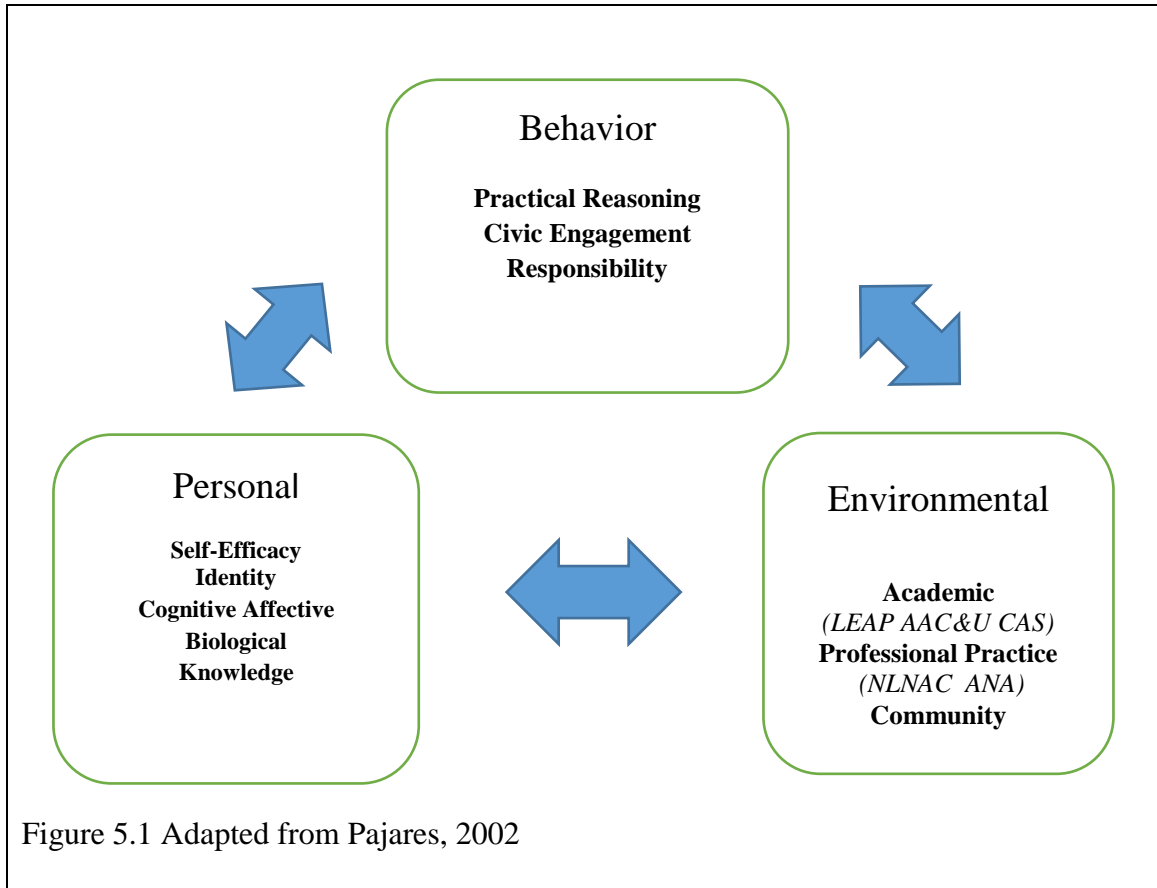 Behavior
Practical Reasoning
Civic Engagement
Responsibility
Personal
Self-Efficacy
Identity
Cognitive Affective
Biological
Knowledge
Environmental
Academic
(LEAP AAC&U CAS)
Professional Practice
(NLNAC ANA)
Community
Figure 5.1 Adapted from Pajares, 2002